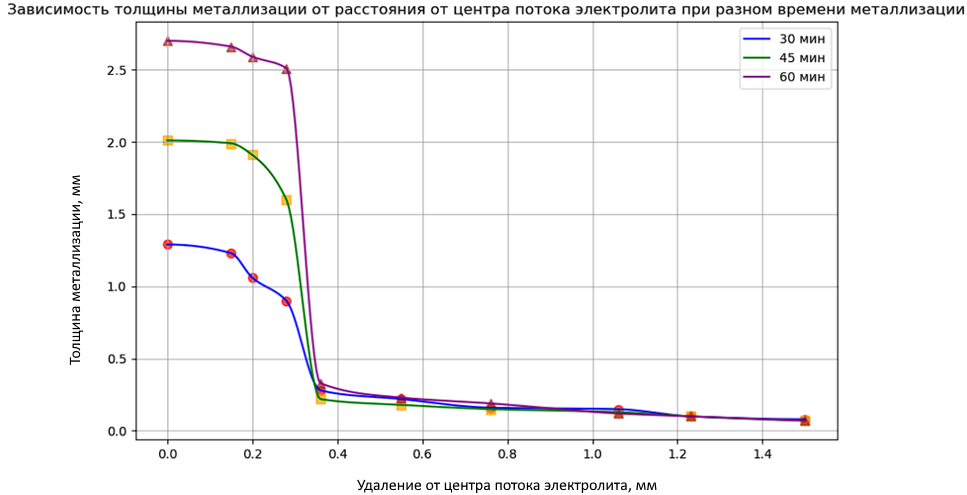 Зависимость толщины металлизации от расстояния от центра потока электролита при разном времени металлизации
30 мин
45 мин
60 мин
Толщина металлизации, мм
2.5
2.0
1.5
1.0
0.5
0.0
0.0 0.2 0.4 0.6 0.8 1.0 1.2 1.4
Удаление от центра потока электролита, мм